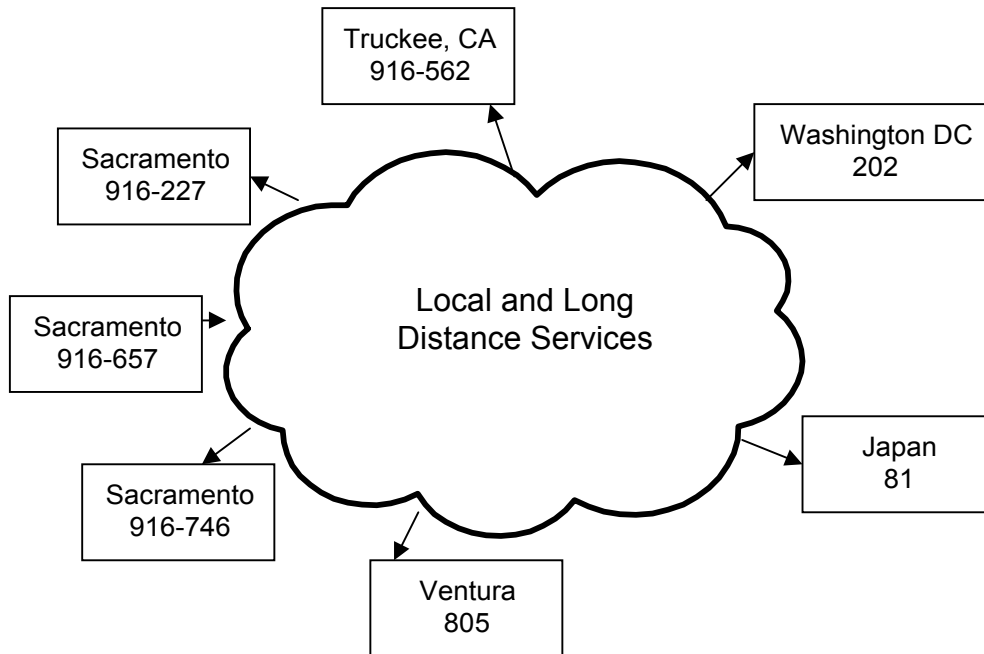 Truckee, CA
916-562
Washington DC
202
Sacramento
916-227
Local and Long
Distance Services
Sacramento
916-657
Japan
81
Sacramento
916-746
Ventura
805